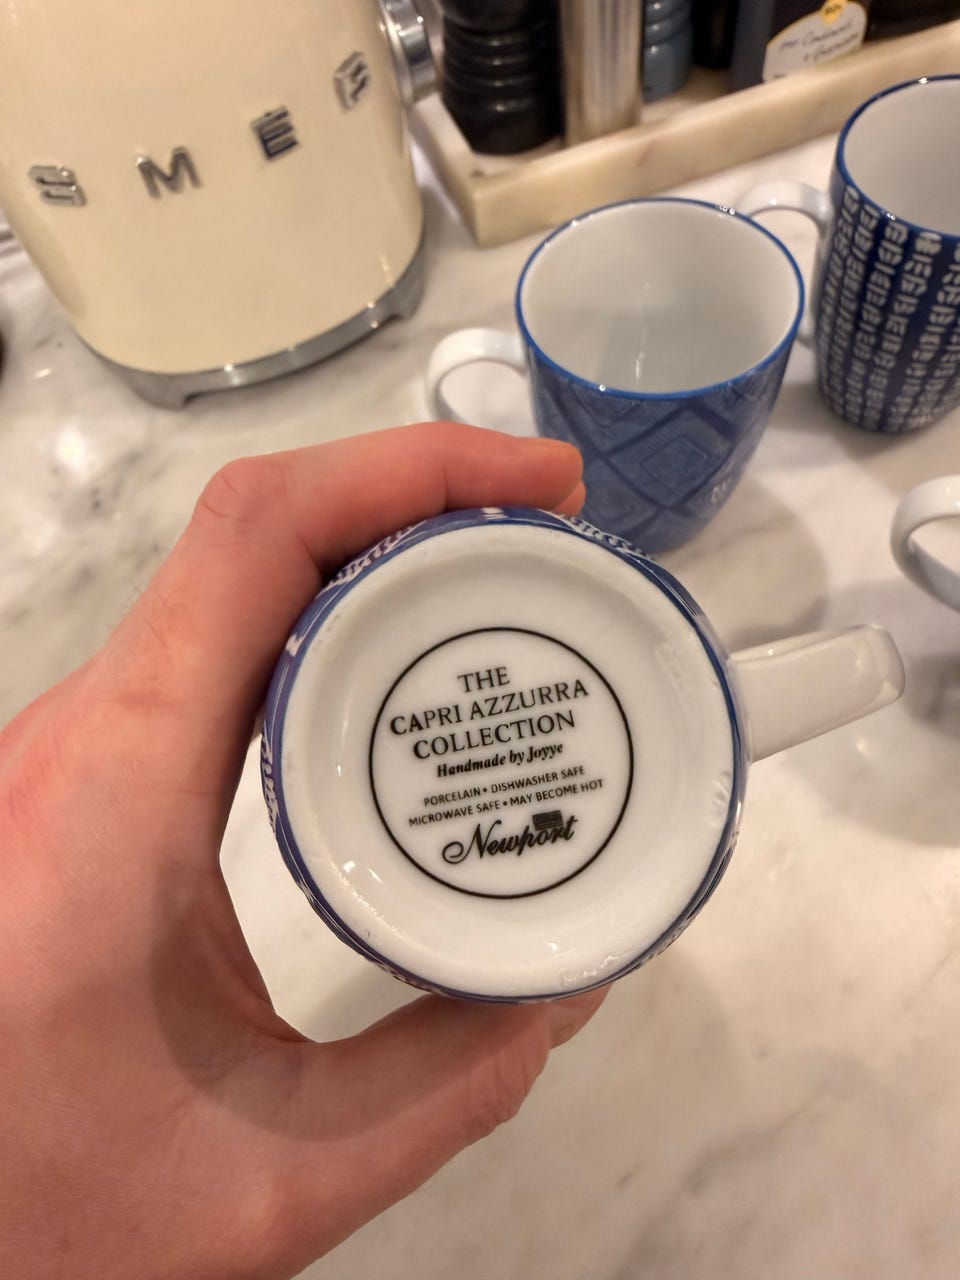 SMEG
THE
CAPRI AZZURRA
COLLECTION
Handmade by Joyye
PORCELAIN • DISHWASHER SAFE
MICROWAVE SAFE • MAY BECOME HOT
Newport